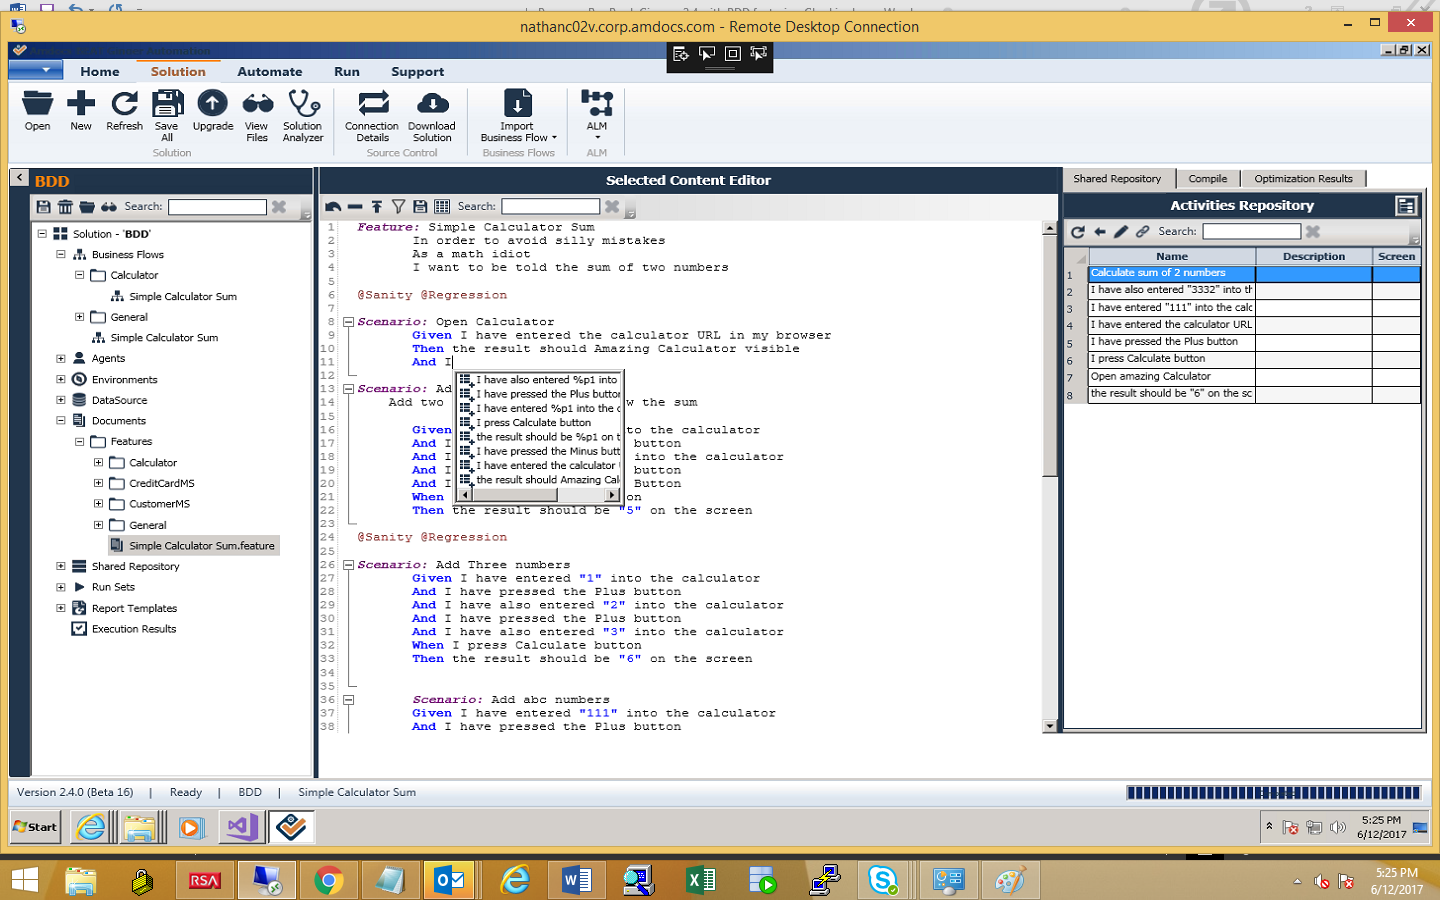 nathanc02v.corp.amdocs.com - Remote Desktop Connection
Home Solution Automate Run Support
Open New Refresh Save All Upgrade View Files Solution Analyzer Connection Details Download Solution Import Business Flow ALM
Solution Source Control Business Flows ALM
BDD
Search:
Solution - 'BDD'
Business Flows
Calculator
Simple Calculator Sum
General
Simple Calculator Sum
Agents
Environments
DataSource
Documents
Features
Calculator
CreditCardMS
CustomerMS
General
Simple Calculator Sum.feature
Shared Repository
Run Sets
Report Templates
Execution Results
Selected Content Editor
Search:
1 Feature: Simple Calculator Sum
2 In order to avoid silly mistakes
3 As a math idiot
4 I want to be told the sum of two numbers
5
6 @Sanity @Regression
7
8 Scenario: Open Calculator
9 Given I have entered the calculator URL in my browser
10 Then the result should Amazing Calculator visible
11 And I
12
13 Scenario: Ad
14 Add two w the sum
15
16 Given to the calculator
17 And I button
18 And I into the calculator
19 And I button
20 And I Button
21 When on
22 Then the result should be "5" on the screen
23
24 @Sanity @Regression
25
26 Scenario: Add Three numbers
27 Given I have entered "1" into the calculator
28 And I have pressed the Plus button
29 And I have also entered "2" into the calculator
30 And I have pressed the Plus button
31 And I have also entered "3" into the calculator
32 When I press Calculate button
33 Then the result should be "6" on the screen
34
35
36 Scenario: Add abc numbers
37 Given I have entered "111" into the calculator
38 And I have pressed the Plus button
I have also entered %p1 into
I have pressed the Plus button
I have entered %p1 into the c
I press Calculate button
the result should be %p1 on t
I have pressed the Minus butt
I have entered the calculator
the result should Amazing Cal
Shared Repository Compile Optimization Results
Activities Repository
Search:
Name Description Screen
1 Calculate sum of 2 numbers
2 I have also entered "3332" into th
3 I have entered "111" into the calc
4 I have entered the calculator URL
5 I have pressed the Plus button
6 I press Calculate button
7 Open amazing Calculator
8 the result should be "6" on the sc
Version 2.4.0 (Beta 16) | Ready | BDD | Simple Calculator Sum
Start
5:25 PM
6/12/2017
RSA
5:25 PM
6/12/2017